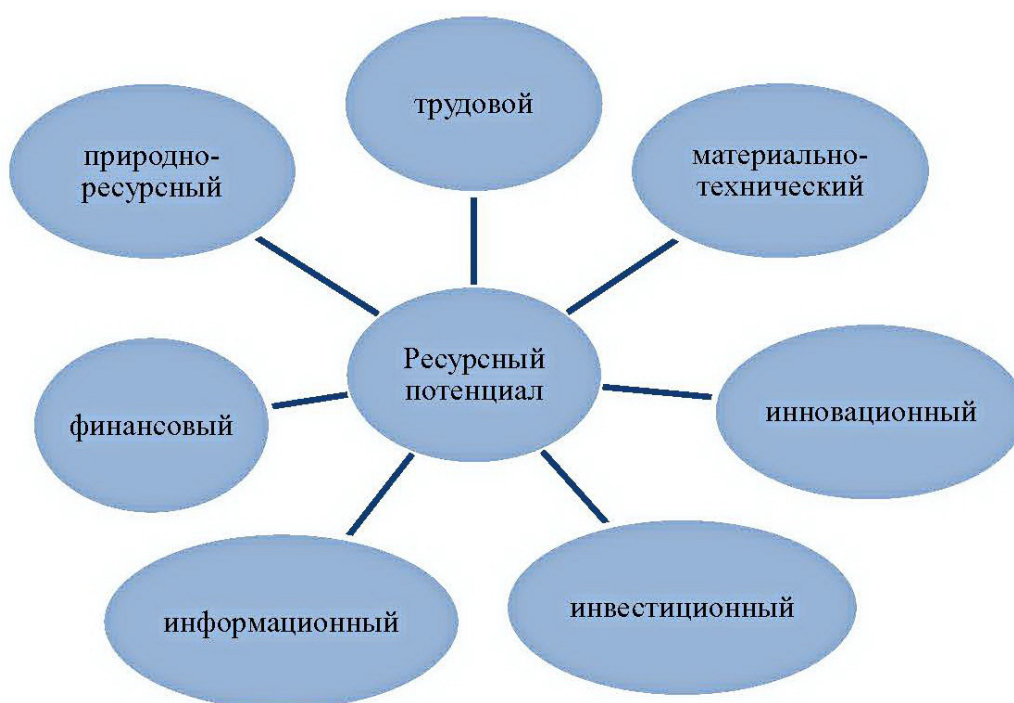 трудовой
природно-
ресурсный
материально-
технический
Ресурсный
потенциал
финансовый
инновационный
информационный
инвестиционный